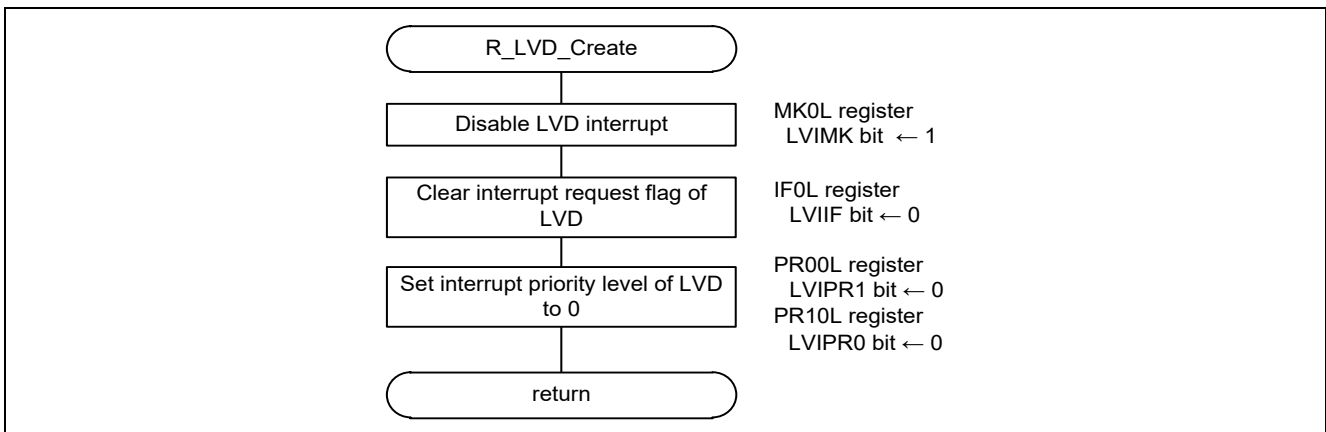 R_LVD_Create
Disable LVD interrupt
MK0L register
LVIMK bit ← 1
Clear interrupt request flag of
LVD
IF0L register
LVIIF bit ← 0
Set interrupt priority level of LVD
to 0
PR00L register
LVIPR1 bit ← 0
PR10L register
LVIPR0 bit ← 0
return